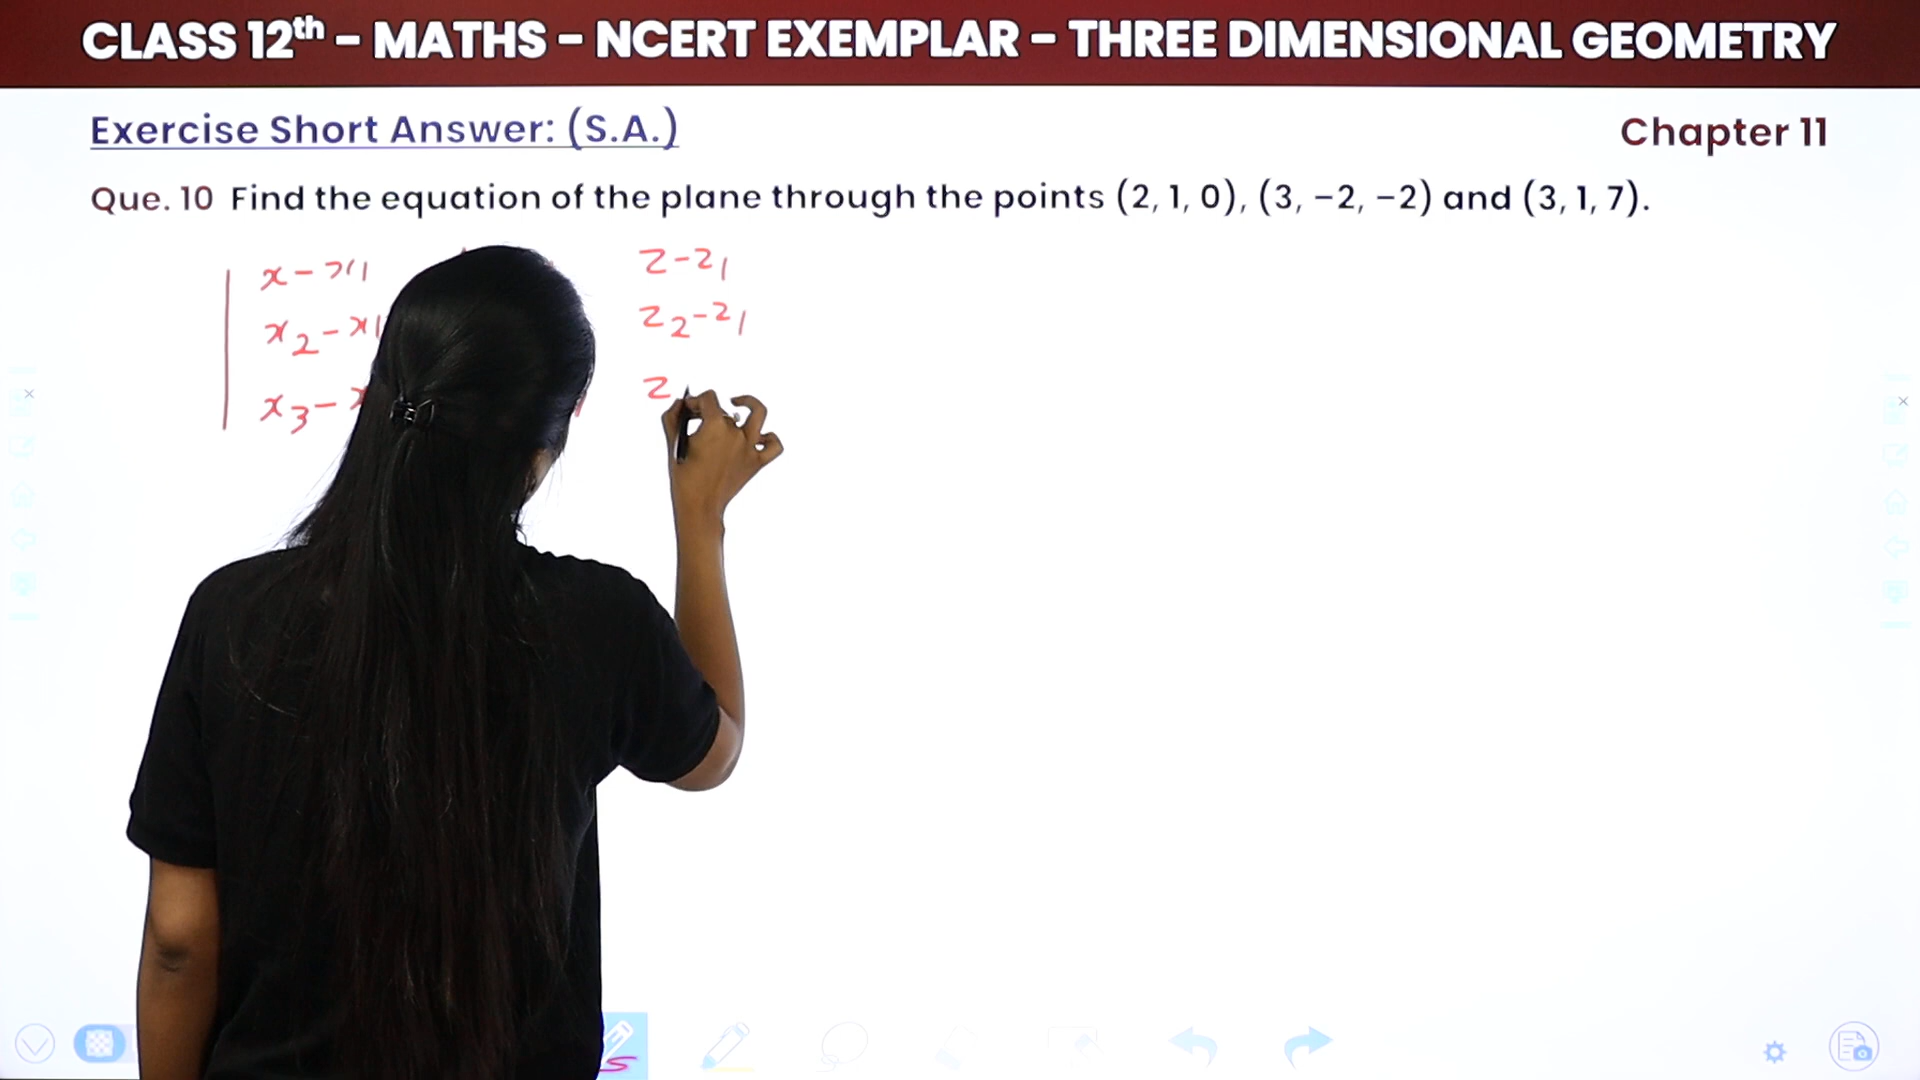 CLASS 12th – MATHS – NCERT EXEMPLAR – THREE DIMENSIONAL GEOMETRY
Exercise Short Answer: (S.A.)
Chapter 11
Que. 10 Find the equation of the plane through the points (2, 1, 0), (3, –2, –2) and (3, 1, 7).
x - x1 z - z1
x2 - x1 z2 - z1
x3 - z